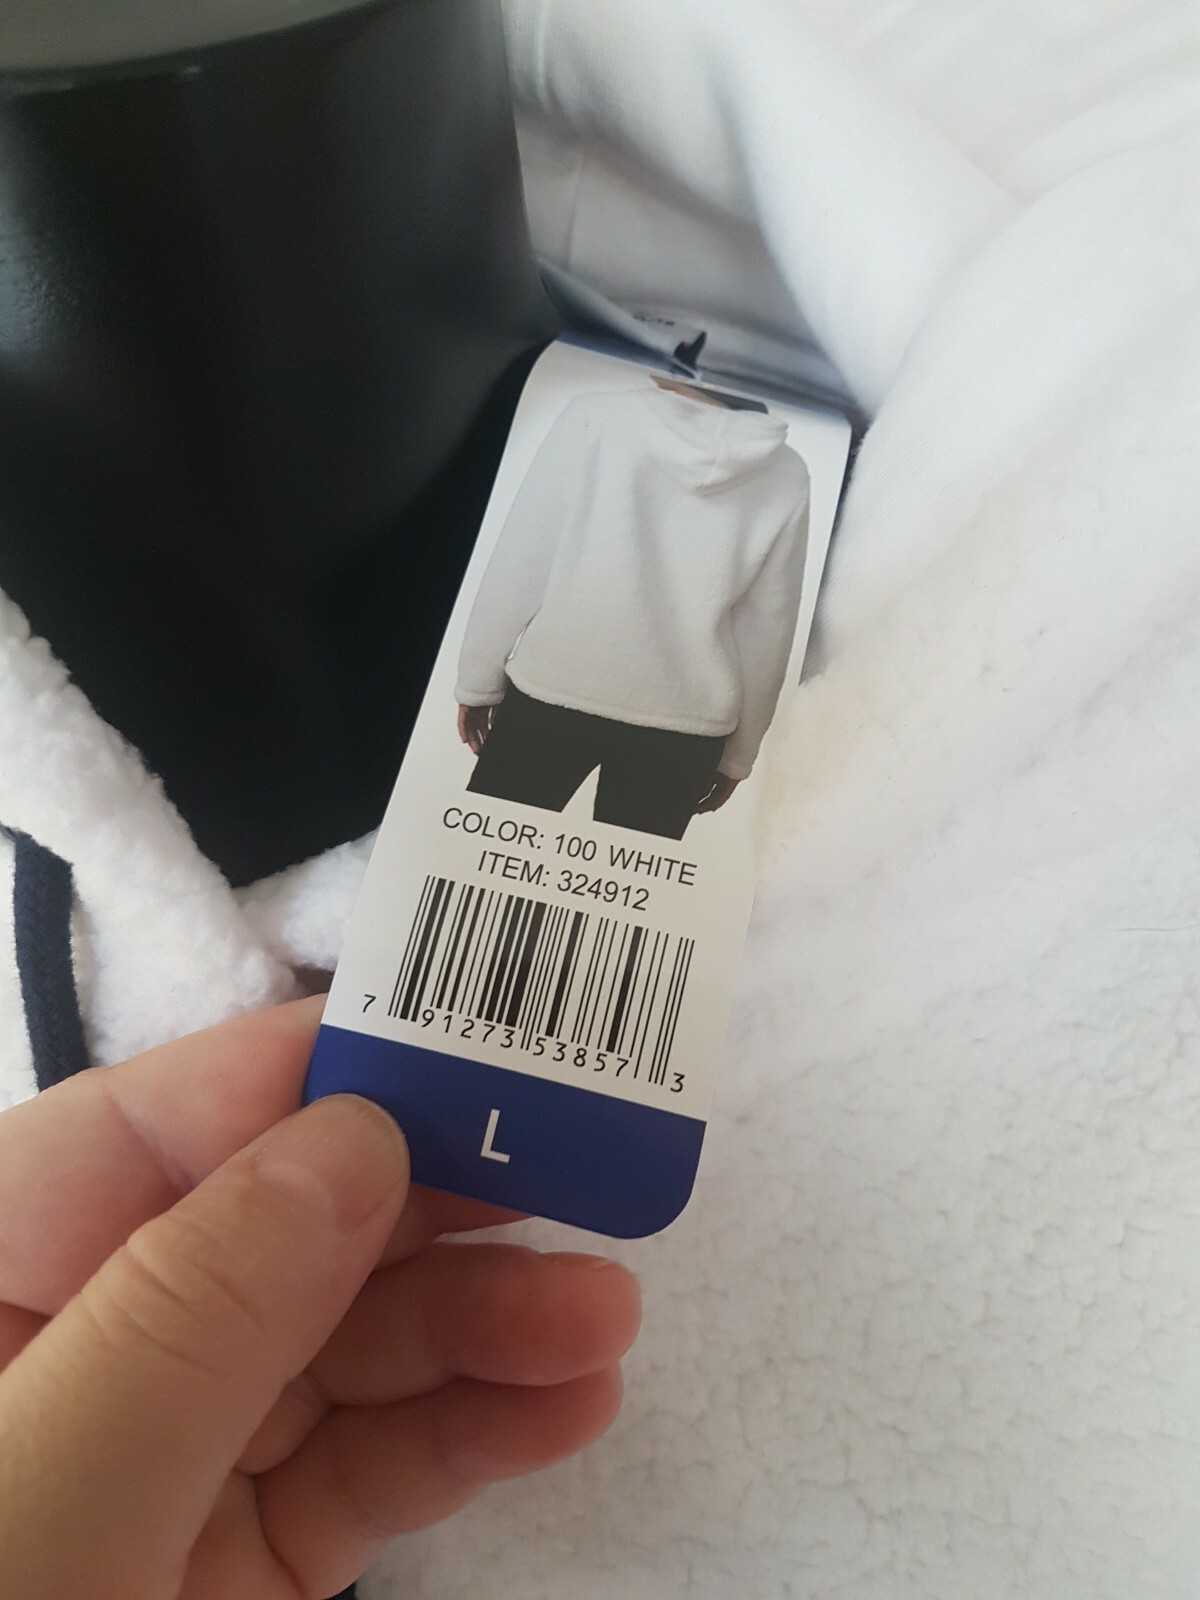 COLOR: 100 WHITE
ITEM: 324912
7 91273 53857 3
L